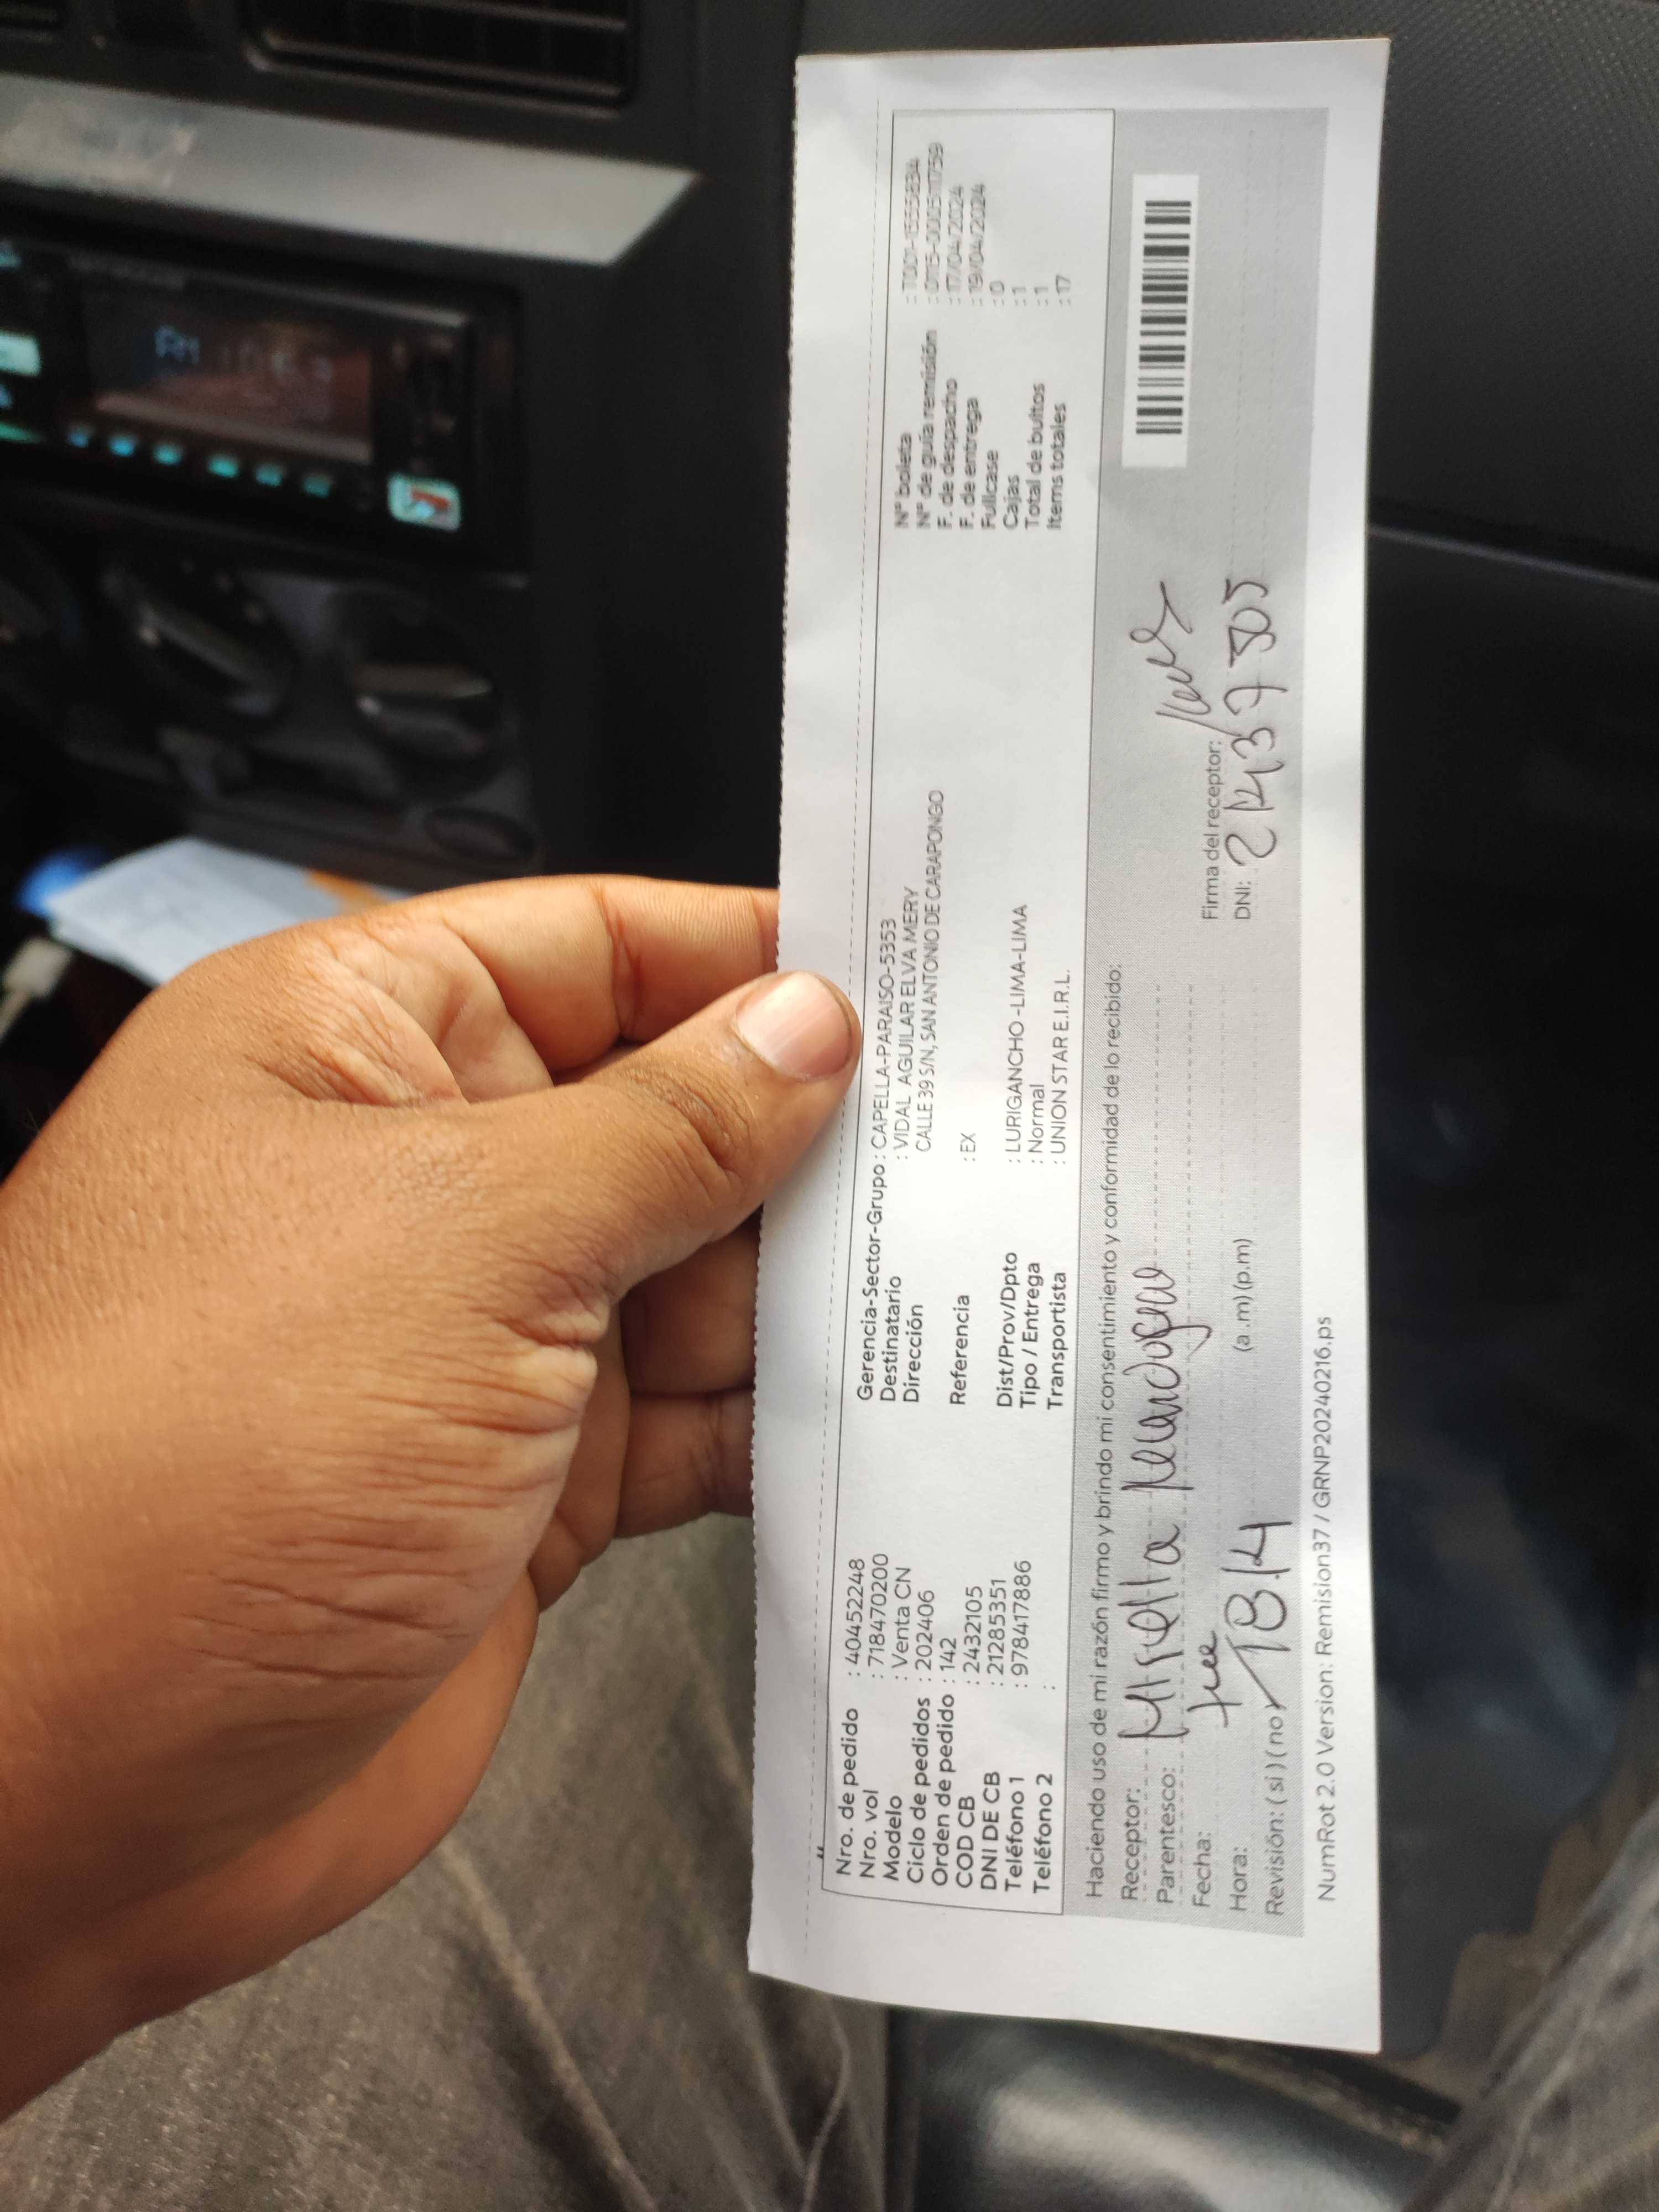 Nro. de pedido : 40452248
Nro. vol : 718470200
Modelo : Venta CN
Ciclo de pedidos : 202406
Orden de pedido : 142
COD CB : 2432105
DNI DE CB : 21285351
Teléfono 1 : 978417886
Teléfono 2 :
Gerencia-Sector-Grupo : CAPELLA-PARAISO-5353
Destinatario : VIDAL AGUILAR ELVA MERY
Dirección CALLE 39 S/N, SAN ANTONIO DE CARAPONGO
Referencia : EX
Dist/Prov/Dpto : LURIGANCHO -LIMA-LIMA
Tipo / Entrega : Normal
Transportista : UNION STAR E.I.R.L.
N° boleta : T001-
N° de guía remisión
F. de despacho : 17/04/2024
F. de entrega : 19/04/2024
Fullcase : 0
Cajas : 1
Total de bultos : 1
Items totales : 17
Haciendo uso de mi razón firmo y brindo mi consentimiento y conformidad de lo recibido:
Receptor:
Parentesco:
Fecha:
Hora: (a .m) (p.m)
Revisión: ( si ) ( no )
Firma del receptor:
DNI:
NumRot 2.0 Version: Remision37 / GRNP20240216.ps